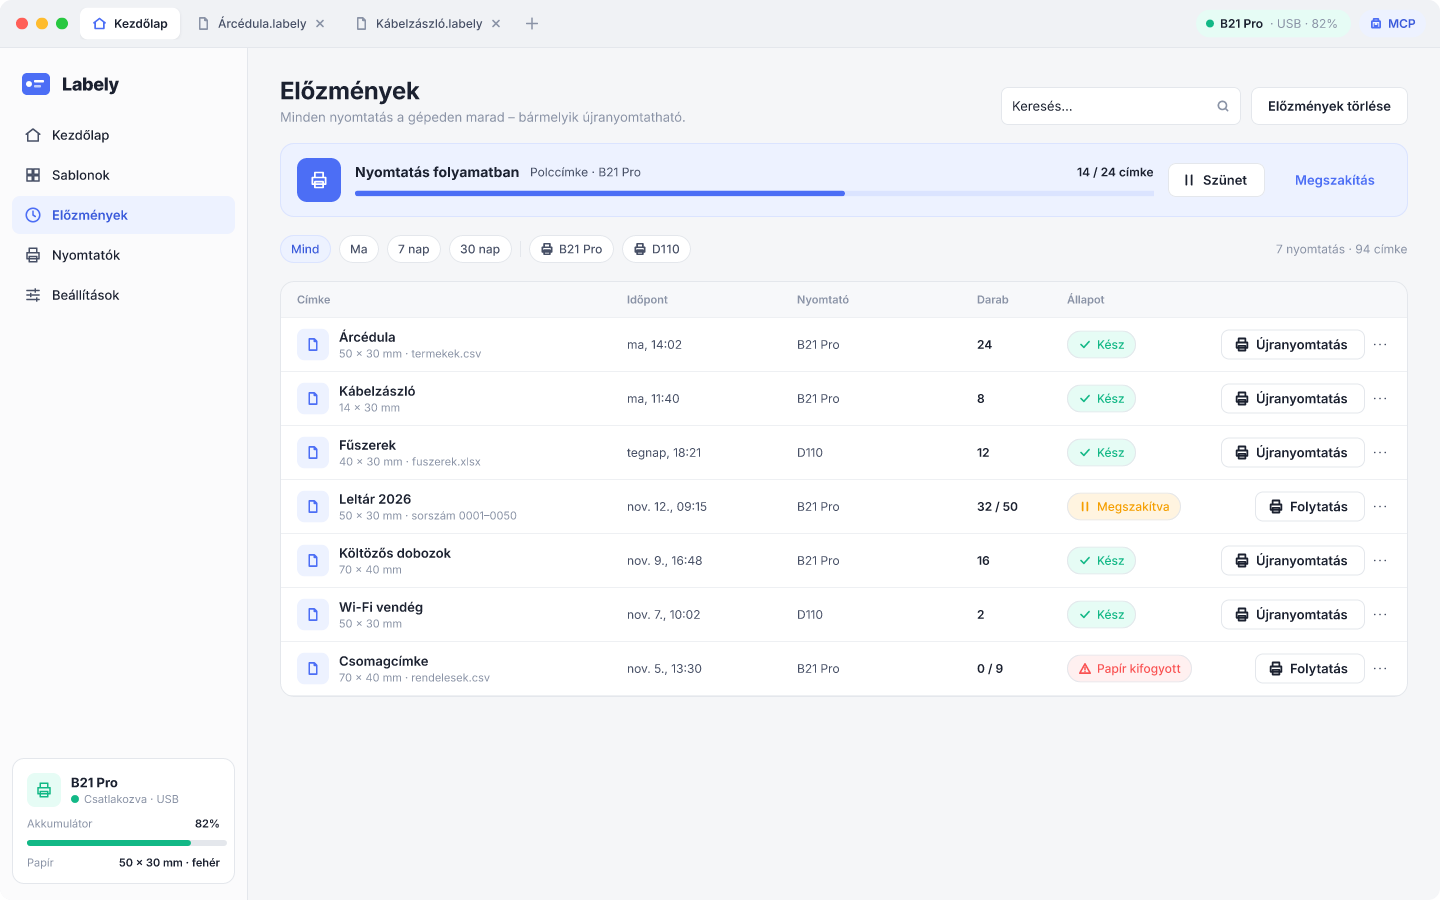 Kezdőlap
Árcédula.labely
Kábelzászló.labely
B21 Pro · USB · 82%
MCP
Labely
Kezdőlap
Sablonok
Előzmények
Nyomtatók
Beállítások
Előzmények
Minden nyomtatás a gépeden marad – bármelyik újranyomtatható.
Keresés...
Előzmények törlése
Nyomtatás folyamatban Polccímke · B21 Pro
14 / 24 címke
Szünet
Megszakítás
Mind
Ma
7 nap
30 nap
B21 Pro
D110
7 nyomtatás · 94 címke
Címke Időpont Nyomtató Darab Állapot
Árcédula
50 × 30 mm · termekek.csv
ma, 14:02
B21 Pro
24
Kész
Újranyomtatás
Kábelzászló
14 × 30 mm
ma, 11:40
B21 Pro
8
Kész
Újranyomtatás
Fűszerek
40 × 30 mm · fuszerek.xlsx
tegnap, 18:21
D110
12
Kész
Újranyomtatás
Leltár 2026
50 × 30 mm · sorszám 0001–0050
nov. 12., 09:15
B21 Pro
32 / 50
Megszakítva
Folytatás
Költözős dobozok
70 × 40 mm
nov. 9., 16:48
B21 Pro
16
Kész
Újranyomtatás
Wi-Fi vendég
50 × 30 mm
nov. 7., 10:02
D110
2
Kész
Újranyomtatás
Csomagcímke
70 × 40 mm · rendelesek.csv
nov. 5., 13:30
B21 Pro
0 / 9
Papír kifogyott
Folytatás
B21 Pro
Csatlakozva · USB
Akkumulátor 82%
Papír 50 × 30 mm · fehér